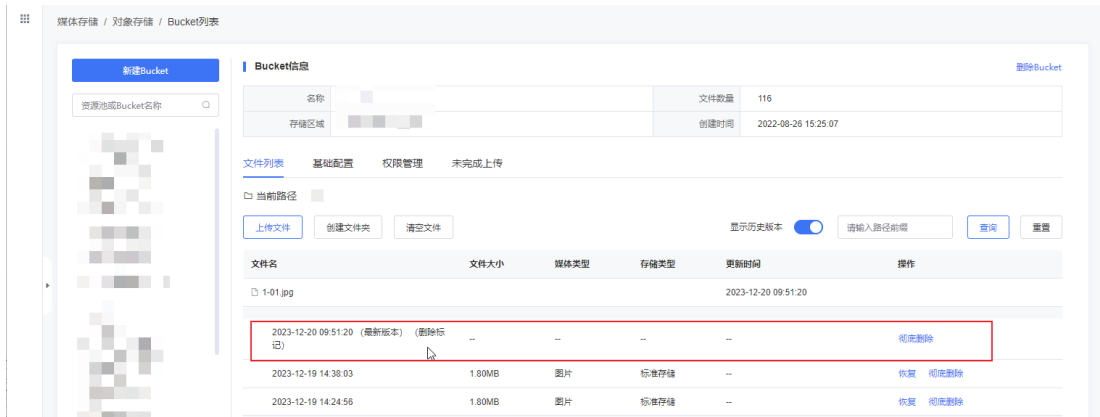 媒体存储 / 对象存储 / Bucket列表
新建Bucket
资源池或Bucket名称
Bucket信息
删除Bucket
名称
文件数量 116
存储区域
创建时间 2022-08-26 15:25:07
文件列表 基础配置 权限管理 未完成上传
当前路径
上传文件 创建文件夹 清空文件 显示历史版本 请输入路径前缀 查询 重置
文件名 文件大小 媒体类型 存储类型 更新时间 操作
1-01.jpg 2023-12-20 09:51:20
2023-12-20 09:51:20 （最新版本） （删除标
记） -- -- -- -- 彻底删除
2023-12-19 14:38:03 1.80MB 图片 标准存储 -- 恢复 彻底删除
2023-12-19 14:24:56 1.80MB 图片 标准存储 -- 恢复 彻底删除